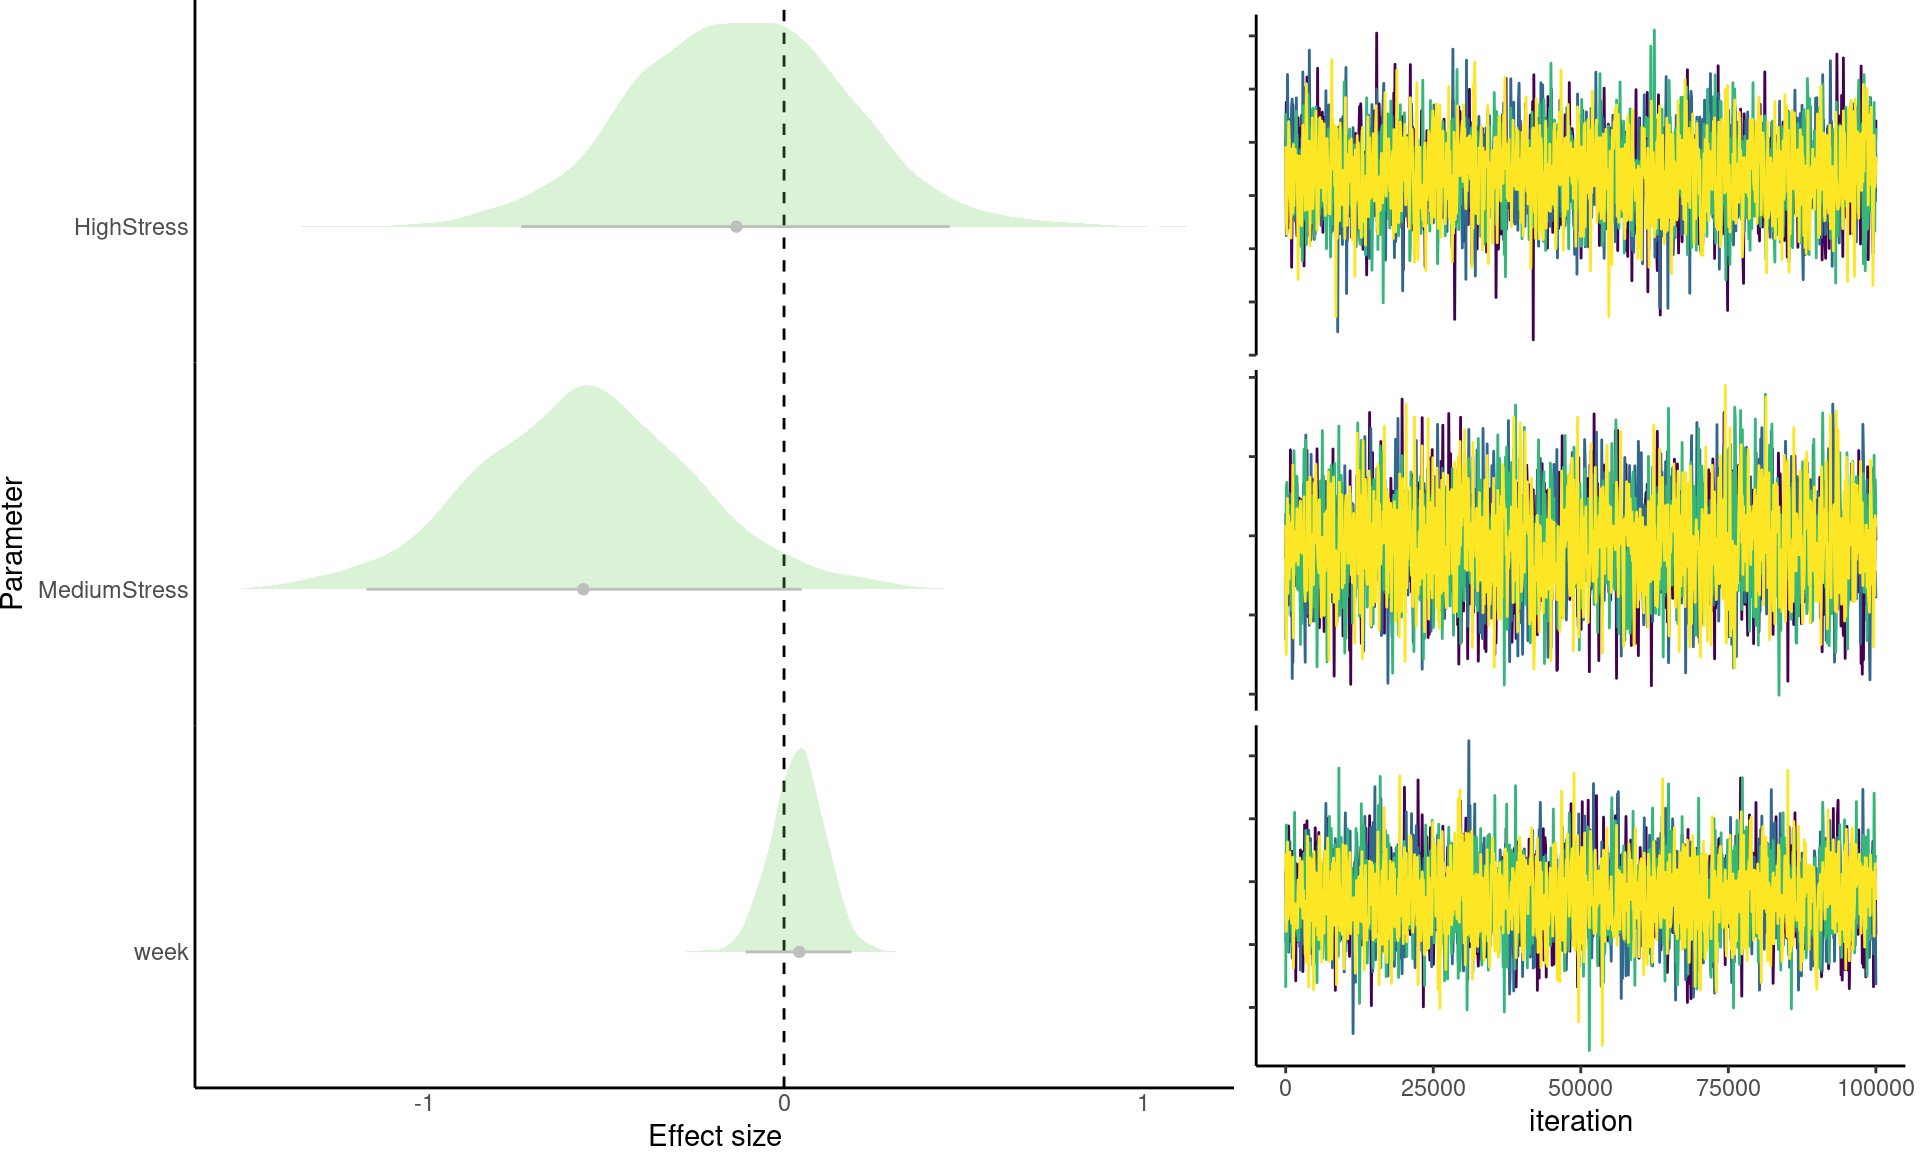 Parameter
HighStress
MediumStress
week
-1 0 1
Effect size
0 25000 50000 75000 100000
iteration